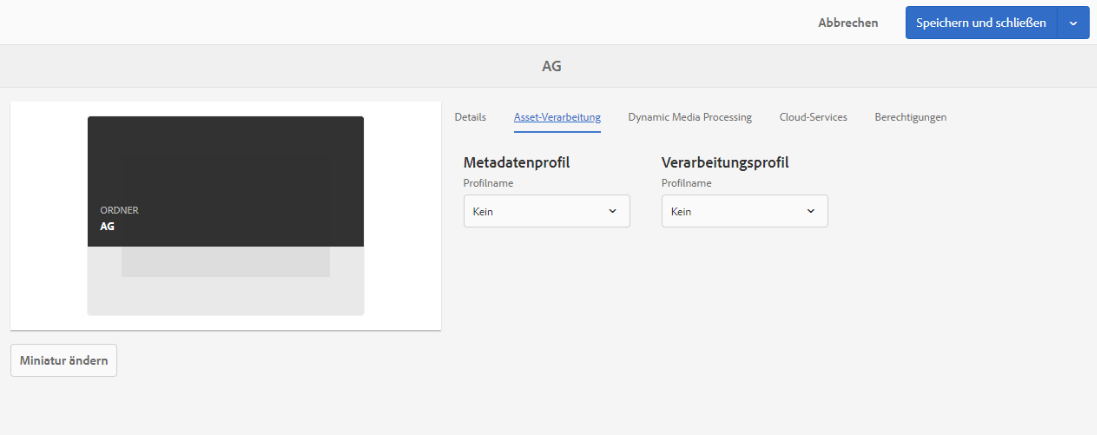 Abbrechen
Speichern und schließen
AG
ORDNER
AG
Miniatur ändern
Details Asset-Verarbeitung Dynamic Media Processing Cloud-Services Berechtigungen
Metadatenprofil Verarbeitungsprofil
Profilname Profilname
Kein Kein